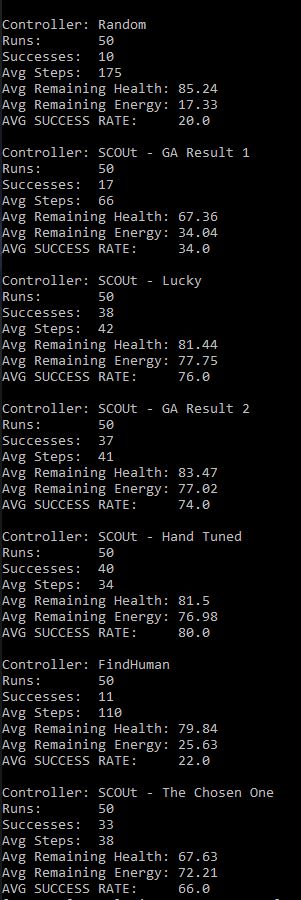 Controller: Random
Runs: 50
Successes: 10
Avg Steps: 175
Avg Remaining Health: 85.24
Avg Remaining Energy: 17.33
AVG SUCCESS RATE: 20.0
Controller: SCOUt - GA Result 1
Runs: 50
Successes: 17
Avg Steps: 66
Avg Remaining Health: 67.36
Avg Remaining Energy: 34.04
AVG SUCCESS RATE: 34.0
Controller: SCOUt - Lucky
Runs: 50
Successes: 38
Avg Steps: 42
Avg Remaining Health: 81.44
Avg Remaining Energy: 77.75
AVG SUCCESS RATE: 76.0
Controller: SCOUt - GA Result 2
Runs: 50
Successes: 37
Avg Steps: 41
Avg Remaining Health: 83.47
Avg Remaining Energy: 77.02
AVG SUCCESS RATE: 74.0
Controller: SCOUt - Hand Tuned
Runs: 50
Successes: 40
Avg Steps: 34
Avg Remaining Health: 81.5
Avg Remaining Energy: 76.98
AVG SUCCESS RATE: 80.0
Controller: FindHuman
Runs: 50
Successes: 11
Avg Steps: 110
Avg Remaining Health: 79.84
Avg Remaining Energy: 25.63
AVG SUCCESS RATE: 22.0
Controller: SCOUt - The Chosen One
Runs: 50
Successes: 33
Avg Steps: 38
Avg Remaining Health: 67.63
Avg Remaining Energy: 72.21
AVG SUCCESS RATE: 66.0